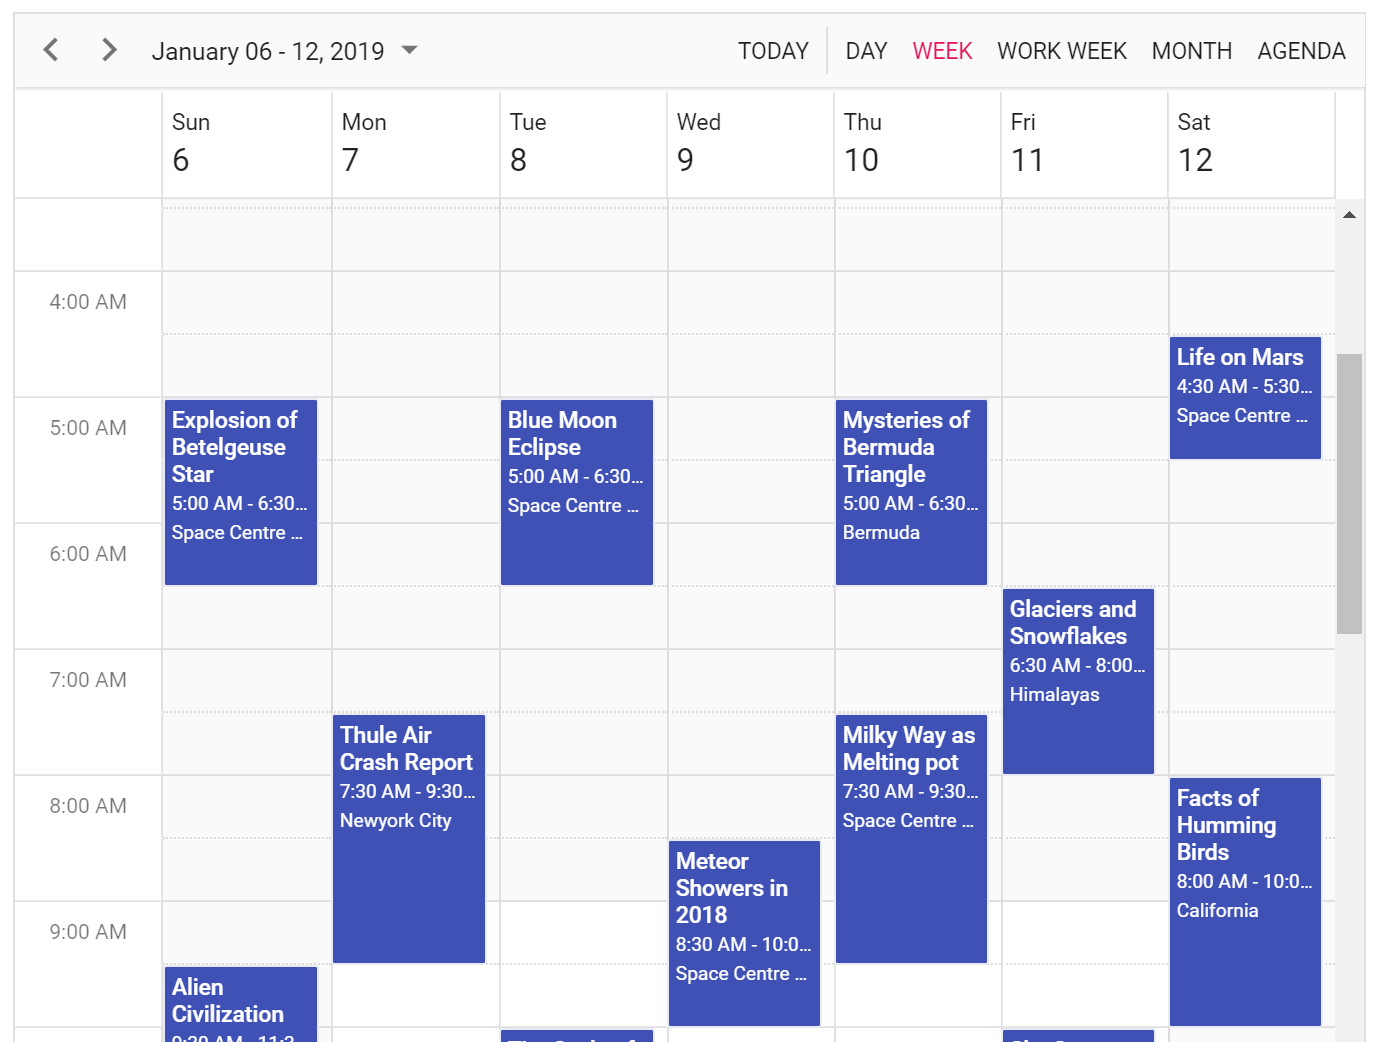 January 06 - 12, 2019
TODAY
DAY
WEEK
WORK WEEK
MONTH
AGENDA
Sun
6
Mon
7
Tue
8
Wed
9
Thu
10
Fri
11
Sat
12
4:00 AM
5:00 AM
6:00 AM
7:00 AM
8:00 AM
9:00 AM
Explosion of
Betelgeuse
Star
5:00 AM - 6:30...
Space Centre ...
Alien
Civilization
9:30 AM - 11:3...
Thule Air
Crash Report
7:30 AM - 9:30...
Newyork City
Blue Moon
Eclipse
5:00 AM - 6:30...
Space Centre ...
Meteor
Showers in
2018
8:30 AM - 10:0...
Space Centre ...
Mysteries of
Bermuda
Triangle
5:00 AM - 6:30...
Bermuda
Milky Way as
Melting pot
7:30 AM - 9:30...
Space Centre ...
Glaciers and
Snowflakes
6:30 AM - 8:00...
Himalayas
Life on Mars
4:30 AM - 5:30...
Space Centre ...
Facts of
Humming
Birds
8:00 AM - 10:0...
California